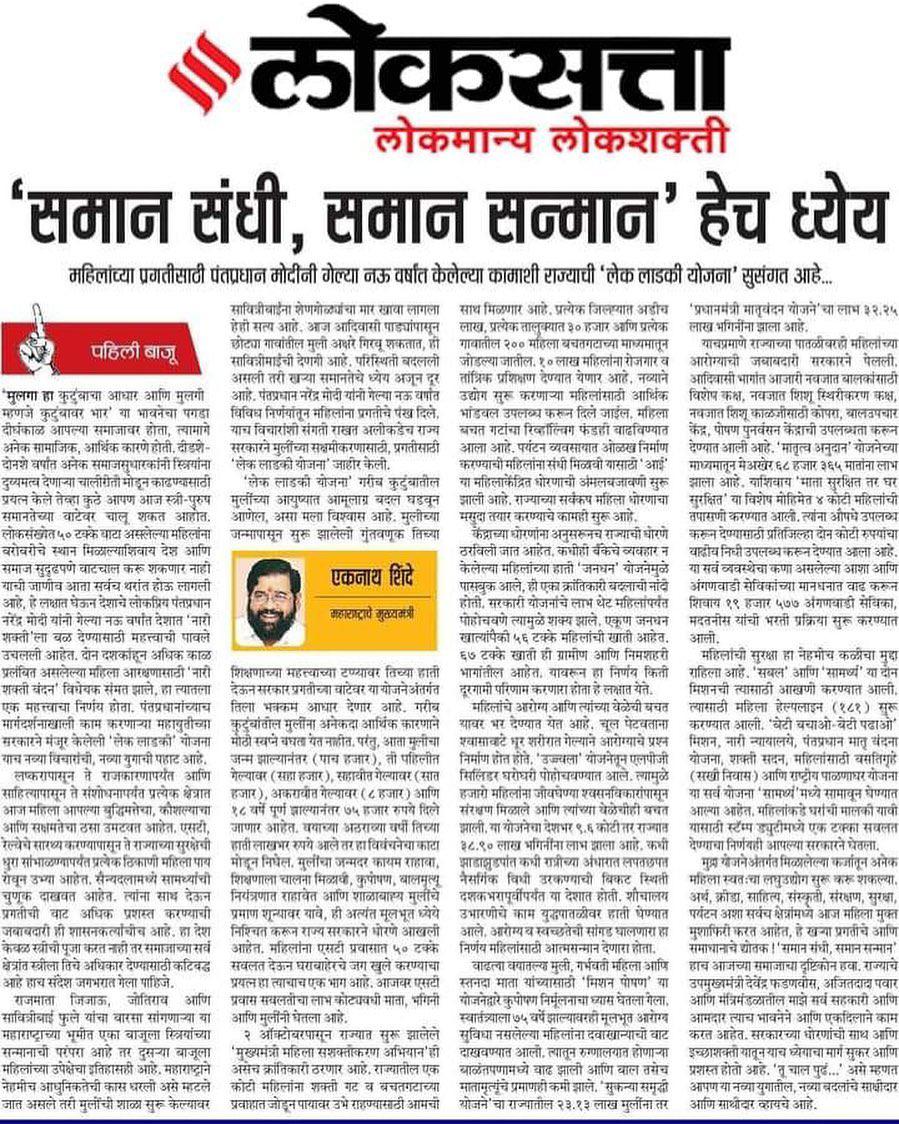 लोकसत्ता
लोकमान्य लोकशक्ती
‘समान संधी, समान सन्मान’ हेच ध्येय
महिलांच्या प्रगतीसाठी पंतप्रधान मोदींनी गेल्या नऊ वर्षांत केलेल्या कामाशी राज्याची ‘लेक लाडकी योजना’ सुसंगत आहे...
पहिली बाजू
‘मुलगा हा कुटुंबाचा आधार आणि मुलगी
म्हणजे कुटुंबावर भार’ या भावनेचा पगडा
दीर्घकाळ आपल्या समाजावर होता, त्यामागे
अनेक सामाजिक, आर्थिक कारणे होती. दीडशे-
दोनशे वर्षांत अनेक समाजसुधारकांनी स्त्रियांना
दुय्यमत्व देणाऱ्या चालीरीती मोडून काढण्यासाठी
प्रयत्न केले तेव्हा कुठे आपण आज स्त्री-पुरुष
समानतेच्या वाटेवर चालू शकत आहोत.
लोकसंख्येत ५० टक्के वाटा असलेल्या महिलांना
बरोबरीचे स्थान मिळाल्याशिवाय देश आणि
समाज सुदृढपणे वाटचाल करू शकणार नाही
याची जाणीव आता सर्वच थरांत होऊ लागली
आहे, हे लक्षात घेऊन देशाचे लोकप्रिय पंतप्रधान
नरेंद्र मोदी यांनी गेल्या नऊ वर्षांत देशात ‘नारी
शक्ती’ला बळ देण्यासाठी महत्त्वाची पावले
उचलली आहेत. दोन दशकांहून अधिक काळ
प्रलंबित असलेल्या महिला आरक्षणासाठी ‘नारी
शक्ती वंदन’ विधेयक संमत झाले, हा त्यातला
एक महत्त्वाचा निर्णय होता. पंतप्रधानांच्याच
मार्गदर्शनाखाली काम करणाऱ्या महायुतीच्या
सरकारने मंजूर केलेली ‘लेक लाडकी’ योजना
याच नव्या विचारांची, नव्या युगाची पहाट आहे.
लष्करापासून ते राजकारणापर्यंत आणि
साहित्यापासून ते संशोधनापर्यंत प्रत्येक क्षेत्रात
आज महिला आपल्या बुद्धिमत्तेचा, कौशल्याचा
आणि सक्षमतेचा ठसा उमटवत आहेत. एसटी,
रेल्वेचे सारथ्य करण्यापासून ते राज्याच्या सुरक्षेची
धुरा सांभाळण्यापर्यंत प्रत्येक ठिकाणी महिला पाय
रोवून उभ्या आहेत. सैन्यदलामध्ये सामर्थ्याची
चुणूक दाखवत आहेत. त्यांना साथ देऊन
प्रगतीची वाट अधिक प्रशस्त करण्याची
जबाबदारी ही शासनकर्त्यांचीच आहे. हा देश
केवळ स्त्रीची पूजा करत नाही तर समाजाच्या सर्व
क्षेत्रांत स्त्रीला तिचे अधिकार देण्यासाठी कटिबद्ध
आहे हाच संदेश जगभरात गेला पाहिजे.
राजमाता जिजाऊ, जोतिराव आणि
सावित्रीबाई फुले यांचा वारसा सांगणाऱ्या या
महाराष्ट्राच्या भूमीत एका बाजूला स्त्रियांच्या
सन्मानाची परंपरा आहे तर दुसऱ्या बाजूला
महिलांच्या उपेक्षेचा इतिहासही आहे. महाराष्ट्राने
नेहमीच आधुनिकतेची कास धरली असे म्हटले
जात असले तरी मुलींची शाळा सुरू केल्यावर
सावित्रीबाईंना शेणगोळ्यांचा मार खावा लागला
हेही सत्य आहे. आज आदिवासी पाड्यांपासून
छोट्या गावांतील मुली अक्षरे गिरवू शकतात, ही
सावित्रीमाईंची देणगी आहे. परिस्थिती बदलली
असली तरी खऱ्या समानतेचे ध्येय अजून दूर
आहे. पंतप्रधान नरेंद्र मोदी यांनी गेल्या नऊ वर्षांत
विविध निर्णयांतून महिलांना प्रगतीचे पंख दिले.
याच विचारांशी संगती राखत अलीकडेच राज्य
सरकारने मुलींच्या सक्षमीकरणासाठी, प्रगतीसाठी
‘लेक लाडकी योजना’ जाहीर केली.
‘लेक लाडकी योजना’ गरीब कुटुंबातील
मुलींच्या आयुष्यात आमूलाग्र बदल घडवून
आणेल, असा मला विश्वास आहे. मुलीच्या
जन्मापासून सुरू झालेली गुंतवणूक तिच्या
एकनाथ शिंदे
महाराष्ट्राचे मुख्यमंत्री
शिक्षणाच्या महत्त्वाच्या टप्प्यावर तिच्या हाती
देऊन सरकार प्रगतीच्या वाटेवर या योजनेअंतर्गत
तिला भक्कम आधार देणार आहे. गरीब
कुटुंबांतील मुलींना अनेकदा आर्थिक कारणाने
मोठी स्वप्ने बघता येत नाहीत. परंतु, आता मुलीचा
जन्म झाल्यानंतर (पाच हजार), ती पहिलीत
गेल्यावर (सहा हजार), सहावीत गेल्यावर (सात
हजार), अकरावीत गेल्यावर (८ हजार) आणि
१८ वर्षे पूर्ण झाल्यानंतर ७५ हजार रुपये दिले
जाणार आहेत. वयाच्या अठराव्या वर्षी तिच्या
हाती लाखभर रुपये आले तर हा विवंचनेचा काटा
मोडून निघेल. मुलींचा जन्मदर कायम राहावा,
शिक्षणाला चालना मिळावी, कुपोषण, बालमृत्यू
नियंत्रणात राहावेत आणि शाळाबाह्य मुलींचे
प्रमाण शून्यावर यावे, ही अत्यंत मूलभूत ध्येये
निश्चित करून राज्य सरकारने धोरणे आखली
आहेत. महिलांना एसटी प्रवासात ५० टक्के
सवलत देऊन घराबाहेरचे जग खुले करण्याचा
प्रयत्न हा त्याचाच एक भाग आहे. आजवर एसटी
प्रवास सवलतीचा लाभ कोट्यवधी माता, भगिनी
आणि मुलींनी घेतला आहे.
२ ऑक्टोबरपासून राज्यात सुरू झालेले
‘मुख्यमंत्री महिला सशक्तीकरण अभियान’ही
असेच क्रांतिकारी ठरणार आहे. राज्यातील एक
कोटी महिलांना शक्ती गट व बचतगटाच्या
प्रवाहात जोडून पायावर उभे राहण्यासाठी आमची
साथ मिळणार आहे. प्रत्येक जिल्ह्यात अडीच
लाख, प्रत्येक तालुक्यात ३० हजार आणि प्रत्येक
गावातील २०० महिला बचतगटाच्या माध्यमातून
जोडल्या जातील. १० लाख महिलांना रोजगार व
तांत्रिक प्रशिक्षण देण्यात येणार आहे. नव्याने
उद्योग सुरू करणाऱ्या महिलांसाठी आर्थिक
भांडवल उपलब्ध करून दिले जाईल. महिला
बचत गटांचा रिव्हॉल्विंग फंडही वाढविण्यात
आला आहे. पर्यटन व्यवसायात ओळख निर्माण
करण्याची महिलांना संधी मिळावी यासाठी ‘आई’
या महिलाकेंद्रित धोरणाची अंमलबजावणी सुरू
झाली आहे. राज्याच्या सर्वंकष महिला धोरणाचा
मसुदा तयार करण्याचे कामही सुरू आहे.
केंद्राच्या धोरणांना अनुसरूनच राज्याची धोरणे
ठरविली जात आहेत. कधीही बँकेचे व्यवहार न
केलेल्या महिलांच्या हाती ‘जनधन’ योजनेमुळे
पासबुक आले, ही एका क्रांतिकारी बदलाची नांदी
होती. सरकारी योजनांचे लाभ थेट महिलांपर्यंत
पोहोचवणे त्यामुळे शक्य झाले. एकूण जनधन
खात्यांपैकी ५६ टक्के महिलांची खाती आहेत.
६७ टक्के खाती ही ग्रामीण आणि निमशहरी
भागांतील आहेत. यावरून हा निर्णय किती
दूरगामी परिणाम करणारा होता हे लक्षात येते.
महिलांचे आरोग्य आणि त्यांच्या वेळेची बचत
यावर भर देण्यात येत आहे. चूल पेटवताना
श्वासावाटे धूर शरीरात गेल्याने आरोग्याचे प्रश्न
निर्माण होत होते. ‘उज्ज्वला’ योजनेतून एलपीजी
सिलिंडर घरोघरी पोहोचवण्यात आले. त्यामुळे
हजारो महिलांना जीवघेण्या श्वसनविकारांपासून
संरक्षण मिळाले आणि त्यांच्या वेळेचीही बचत
झाली. या योजनेचा देशभर ९.६ कोटी तर राज्यात
३८.९० लाख भगिनींना लाभ झाला आहे. कधी
झाडाझुडपांत कधी रात्रीच्या अंधारात लपतछपत
नैसर्गिक विधी उरकण्याची बिकट स्थिती
दशकभरापूर्वीपर्यंत या देशात होती. शौचालय
उभारणीचे काम युद्धपातळीवर हाती घेण्यात
आले. आरोग्य व स्वच्छतेची सांगड घालणारा हा
निर्णय महिलांसाठी आत्मसन्मान देणारा होता.
वाढत्या वयातल्या मुली, गर्भवती महिला आणि
स्तनदा माता यांच्यासाठी ‘मिशन पोषण’ या
योजनेद्वारे कुपोषण निर्मूलनाचा ध्यास घेतला गेला.
स्वातंत्र्याला ७५ वर्षे झाल्यावरही मूलभूत आरोग्य
सुविधा नसलेल्या महिलांना दवाखान्याची वाट
दाखवण्यात आली. त्यातून रुग्णालयात होणाऱ्या
बाळंतपणामध्ये वाढ झाली आणि बाल तसेच
मातामृत्यूंचे प्रमाणही कमी झाले. ‘सुकन्या समृद्धी
योजने’चा राज्यातील २३.१३ लाख मुलींना तर
‘प्रधानमंत्री मातृवंदन योजने’चा लाभ ३२.२५
लाख भगिनींना झाला आहे.
याचप्रमाणे राज्याच्या पातळीवरही महिलांच्या
आरोग्याची जबाबदारी सरकारने पेलली.
आदिवासी भागांत आजारी नवजात बालकांसाठी
विशेष कक्ष, नवजात शिशू स्थिरीकरण कक्ष,
नवजात शिशू काळजीसाठी कोपरा, बालउपचार
केंद्र, पोषण पुनर्वसन केंद्राची उपलब्धता करून
देण्यात आली आहे. ‘मातृत्व अनुदान’ योजनेच्या
माध्यमातून मेअखेर ६८ हजार ३६५ मातांना लाभ
झाला आहे. याशिवाय ‘माता सुरक्षित तर घर
सुरक्षित’ या विशेष मोहिमेत ४ कोटी महिलांची
तपासणी करण्यात आली. त्यांना औषधे उपलब्ध
करून देण्यासाठी प्रतिजिल्हा दोन कोटी रुपयांचा
वाढीव निधी उपलब्ध करून देण्यात आला आहे.
या सर्व व्यवस्थेचा कणा असलेल्या आशा आणि
अंगणवाडी सेविकांच्या मानधनात वाढ करून
शिवाय १९ हजार ५७७ अंगणवाडी सेविका,
मदतनीस यांची भरती प्रक्रिया सुरू करण्यात
आली.
महिलांची सुरक्षा हा नेहमीच कळीचा मुद्दा
राहिला आहे. ‘सबला’ आणि ‘सामर्थ्य’ या दोन
मिशनची त्यासाठी आखणी करण्यात आली.
त्यासाठी महिला हेल्पलाइन (१८१) सुरू
करण्यात आली. ‘बेटी बचाओ-बेटी पढाओ’
मिशन, नारी न्यायालये, पंतप्रधान मातृ वंदना
योजना, शक्ती सदन, महिलांसाठी वसतिगृहे
(सखी निवास) आणि राष्ट्रीय पाळणाघर योजना
या सर्व योजना ‘सामर्थ्य’मध्ये सामावून घेण्यात
आल्या आहेत. महिलांकडे घरांची मालकी यावी
यासाठी स्टॅम्प ड्युटीमध्ये एक टक्का सवलत
देण्याचा निर्णयही आपल्या सरकारने घेतला.
मुद्रा योजनेअंतर्गत मिळालेल्या कर्जातून अनेक
महिला स्वतःचा लघुउद्योग सुरू करू शकल्या.
अर्थ, क्रीडा, साहित्य, संस्कृती, संरक्षण, सुरक्षा,
पर्यटन अशा सर्वच क्षेत्रांमध्ये आज महिला मुक्त
मुशाफिरी करत आहेत, हे खऱ्या प्रगतीचे आणि
समाधानाचे द्योतक ! ‘समान संधी, समान सन्मान’
हाच आजच्या समाजाचा दृष्टिकोन हवा. राज्याचे
उपमुख्यमंत्री देवेंद्र फडणवीस, अजितदादा पवार
आणि मंत्रिमंडळातील माझे सर्व सहकारी आणि
आमदार त्याच भावनेने आणि एकदिलाने काम
करत आहेत. सरकारच्या धोरणांची साथ आणि
इच्छाशक्ती यातून याच ध्येयाचा मार्ग सुकर आणि
प्रशस्त होतो आहे. ‘तू चाल पुढं...’ असे म्हणत
आपण या नव्या युगातील, नव्या बदलांचे साक्षीदार
आणि साथीदार व्हायचे आहे.